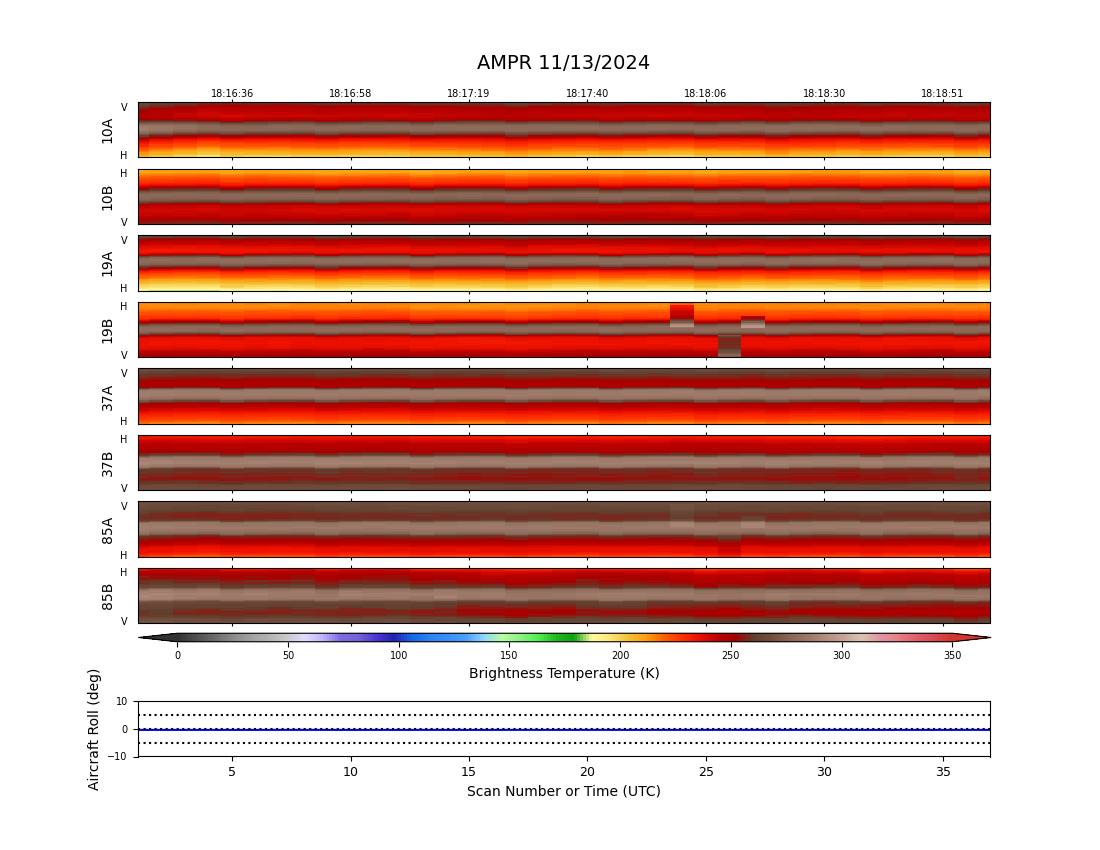 AMPR 11/13/2024
18:16:36 18:16:58 18:17:19 18:17:40 18:18:06 18:18:30 18:18:51
V
10A
H
H
10B
V
V
19A
H
H
19B
V
V
37A
H
H
37B
V
V
85A
H
H
85B
V
0 50 100 150 200 250 300 350
Brightness Temperature (K)
Aircraft Roll (deg)
10
0
−10
5 10 15 20 25 30 35
Scan Number or Time (UTC)